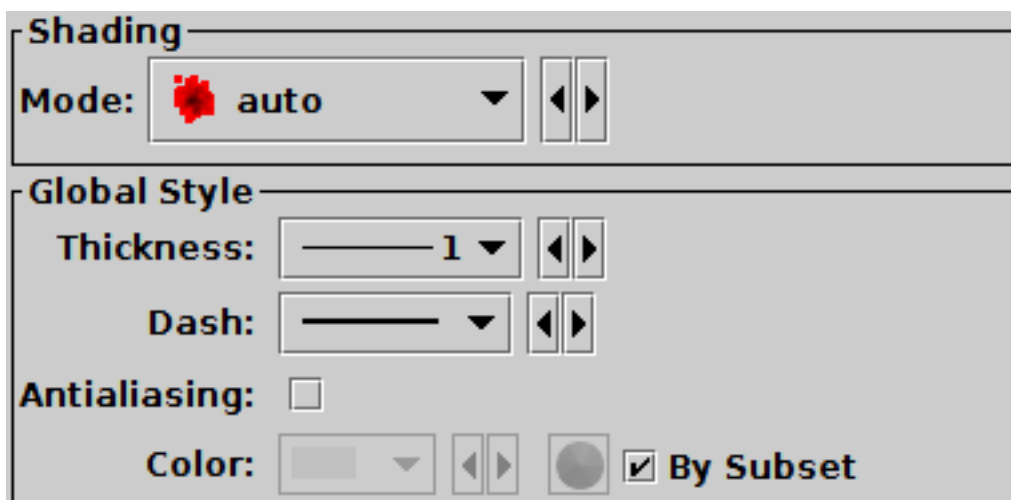 Shading
Mode: auto
Global Style
Thickness: 1
Dash:
Antialiasing:
Color: By Subset